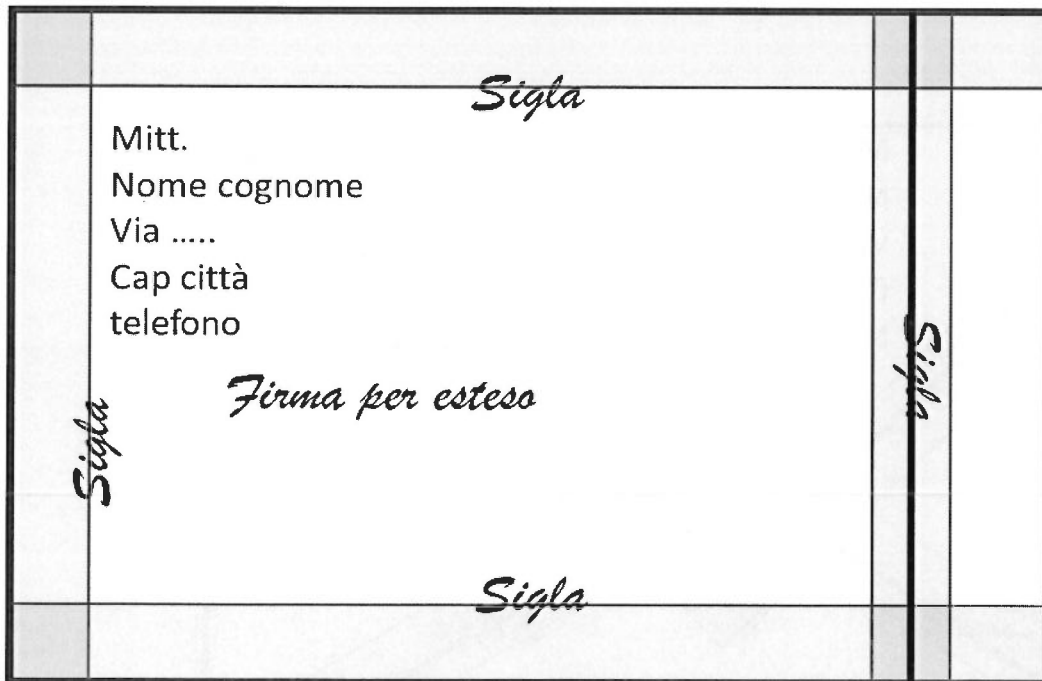 Sigla
Mitt.
Nome cognome
Via .....
Cap città
telefono
Sigla
Firma per esteso
Sigla
Sigla